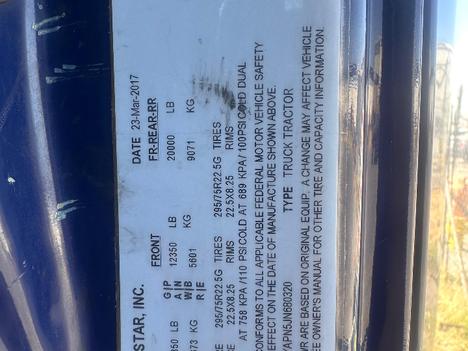 STAR, INC. DATE 23-Mar-2017
FRONT FR-REAR-RR
350 LB G|P 12350 LB 20000 LB
A|N
673 KG W|B 5601 KG 9071 KG
R|E
RE 295/75R22.5G TIRES 295/75R22.5G TIRES
22.5X8.25 RIMS 22.5X8.25 RIMS
AT 758 KPA/110 PSI COLD AT 689 KPA/100PSI COLD DUAL
CONFORMS TO ALL APPLICABLE FEDERAL MOTOR VEHICLE SAFETY
EFFECT ON THE DATE OF MANUFACTURE SHOWN ABOVE.
YAPN5JN680320 TYPE TRUCK TRACTOR
WR ARE BASED ON ORIGINAL EQUIP. A CHANGE MAY AFFECT VEHICLE
EE OWNER'S MANUAL FOR OTHER TIRE AND CAPACITY INFORMATION.